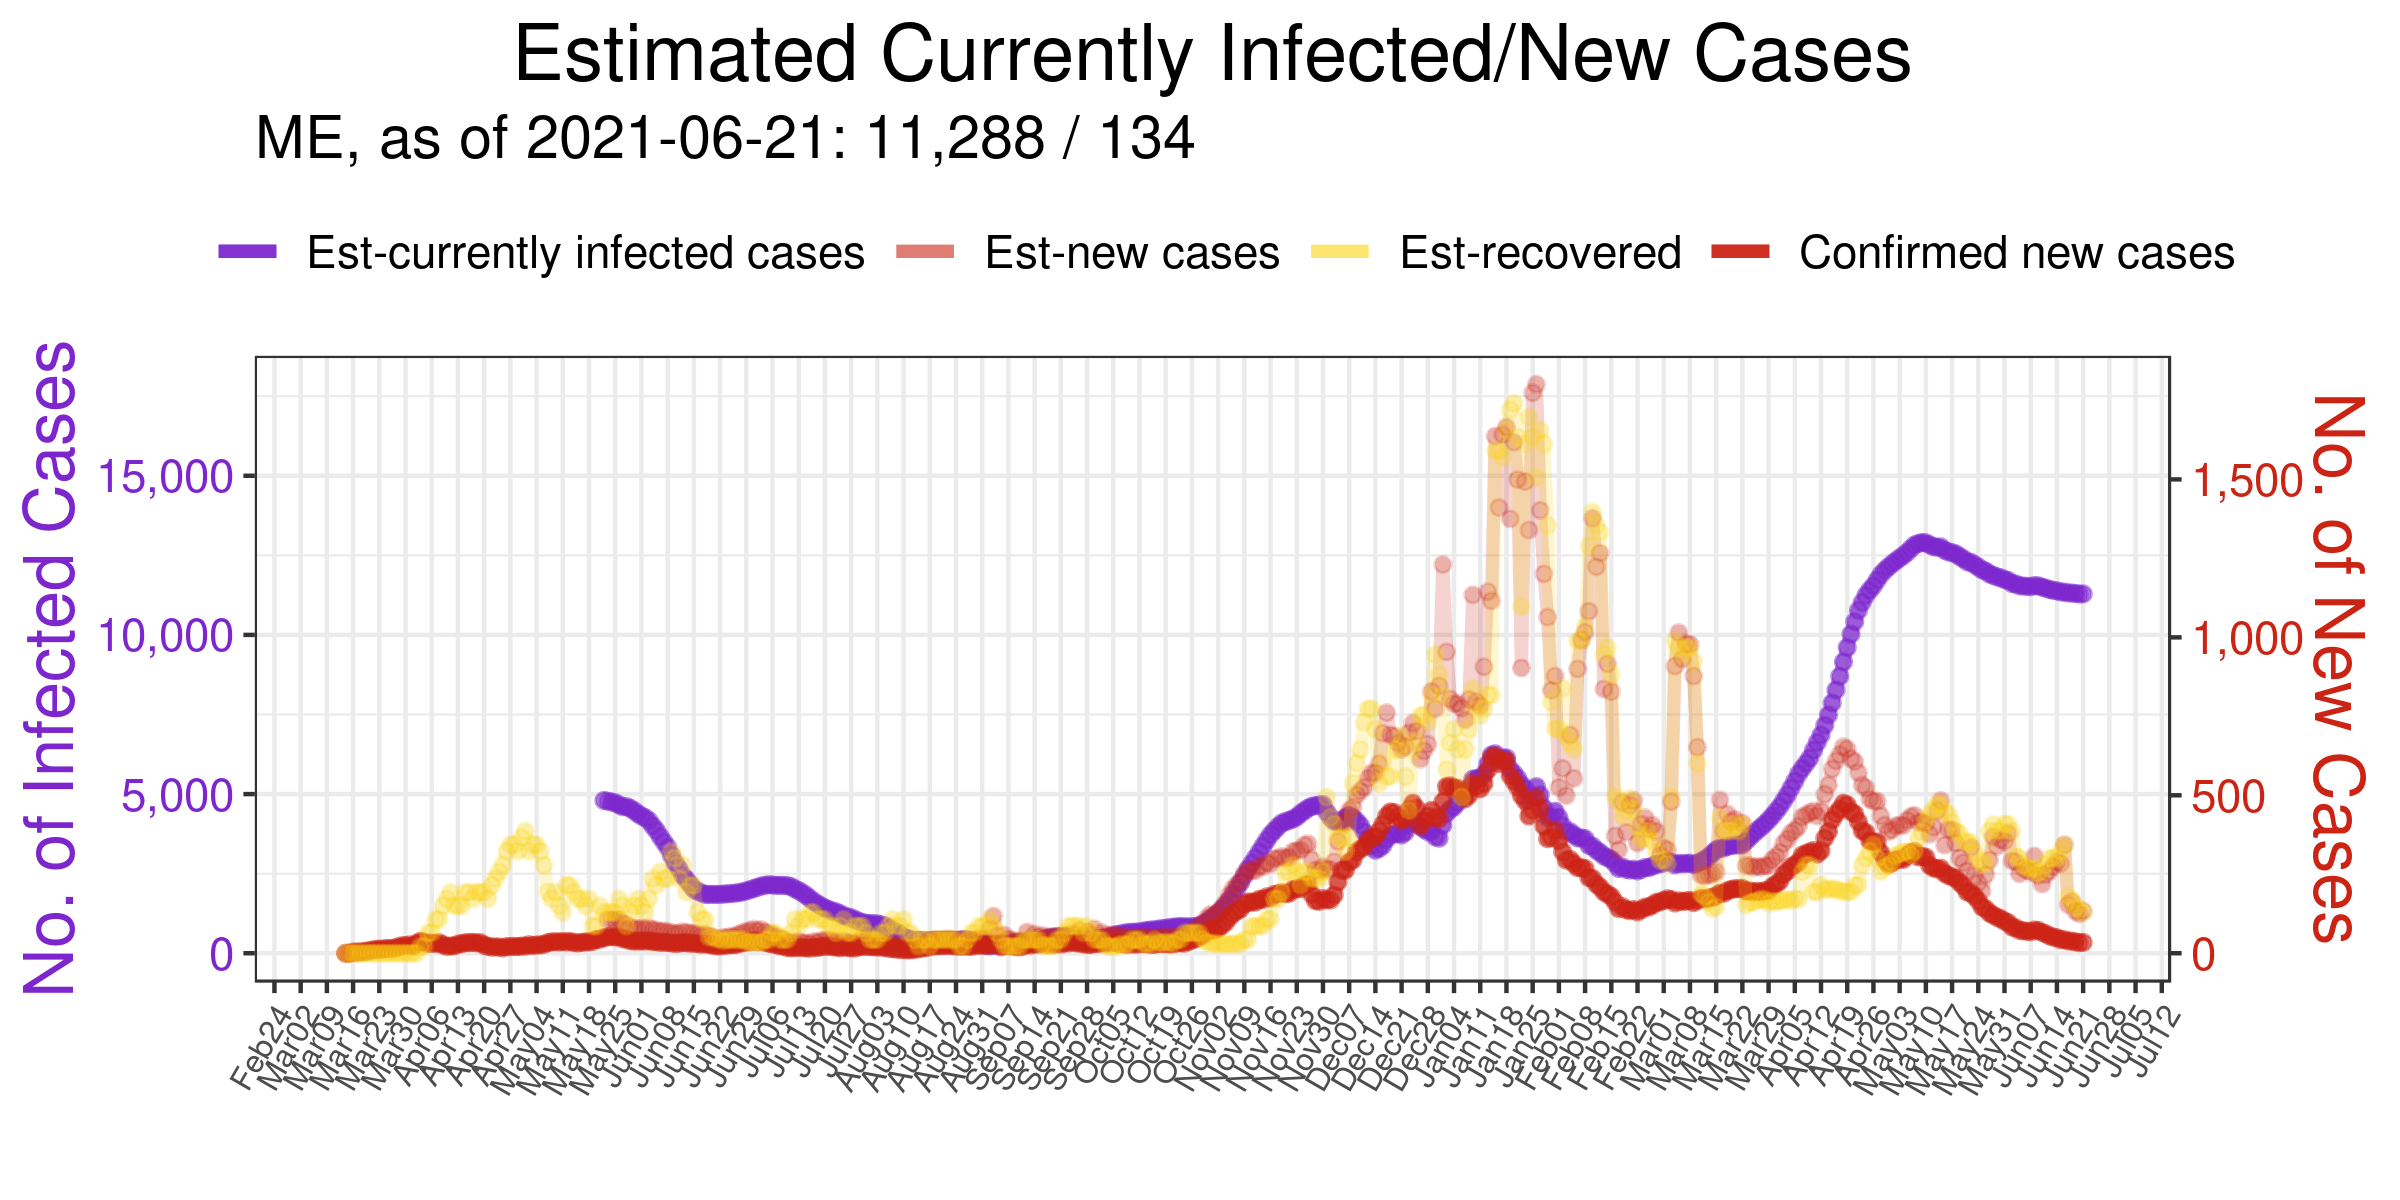 Estimated Currently Infected/New Cases
ME, as of 2021-06-21: 11,288 / 134
Est-currently infected cases
Est-new cases
Est-recovered
Confirmed new cases
No. of Infected Cases
15,000
10,000
5,000
0
1,500
1,000
500
0
No. of New Cases
Feb24
Mar02
Mar09
Mar16
Mar23
Mar30
Apr06
Apr13
Apr20
Apr27
May04
May11
May18
May25
Jun01
Jun08
Jun15
Jun22
Jun29
Jul06
Jul13
Jul20
Jul27
Aug03
Aug10
Aug17
Aug24
Aug31
Sep07
Sep14
Sep21
Sep28
Oct05
Oct12
Oct19
Oct26
Nov02
Nov09
Nov16
Nov23
Nov30
Dec07
Dec14
Dec21
Dec28
Jan04
Jan11
Jan18
Jan25
Feb01
Feb08
Feb15
Feb22
Mar01
Mar08
Mar15
Mar22
Mar29
Apr05
Apr12
Apr19
Apr26
May03
May10
May17
May24
May31
Jun07
Jun14
Jun21
Jun28
Jul05
Jul12